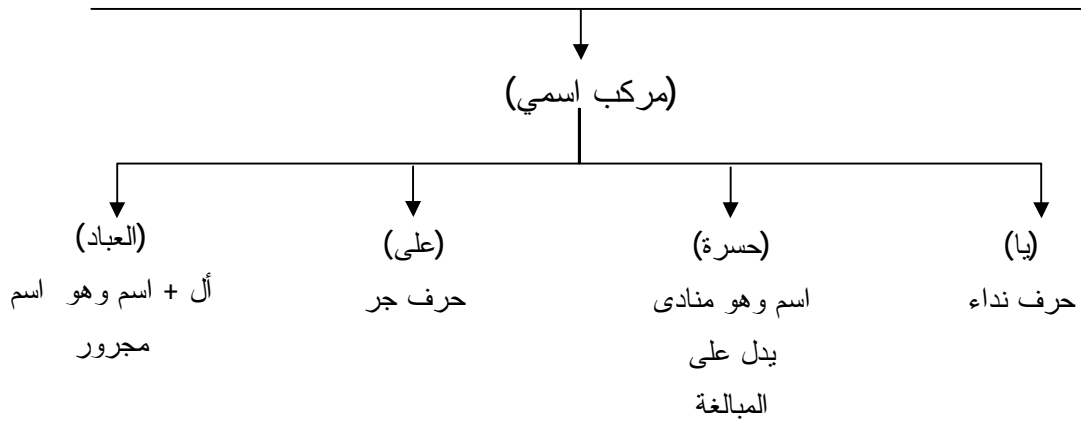 (مركب اسمي)
(يا)
حرف نداء
(حسرة)
اسم وهو منادى
يدل على
المبالغة
(على)
حرف جر
(العباد)
أل + اسم وهو اسم
مجرور